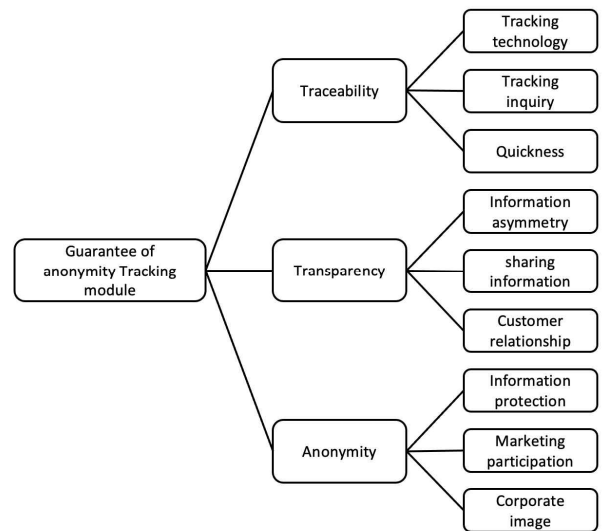 Guarantee of
anonymity Tracking
module
Traceability
Tracking
technology
Tracking
inquiry
Quickness
Transparency
Information
asymmetry
sharing
information
Customer
relationship
Anonymity
Information
protection
Marketing
participation
Corporate
image